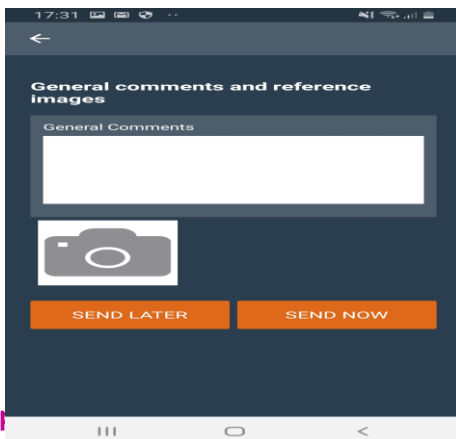 17:31
General comments and reference
images
General Comments
SEND LATER
SEND NOW